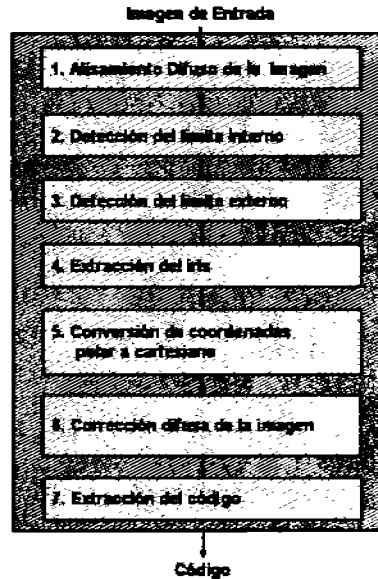 Imagen de Entrada
1. Alisamiento Difuso de la Imagen
2. Detección del límite interno
3. Detección del límite externo
4. Extracción del iris
5. Conversión de coordenadas
polar a cartesiano
6. Corrección difusa de la imagen
7. Extracción del código
Código